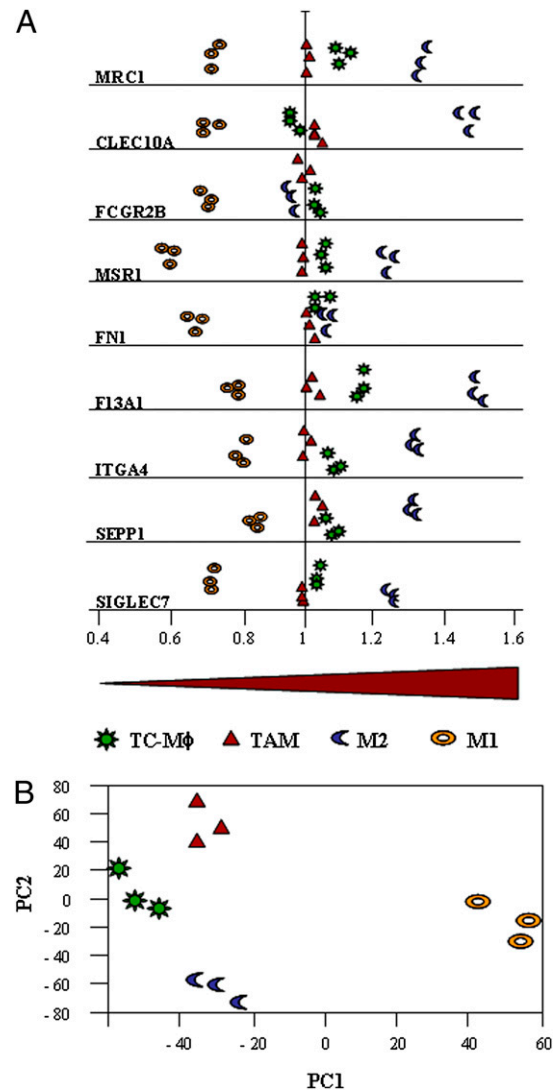 A
MRC1
CLEC10A
FCGR2B
MSR1
FN1
F13A1
ITGA4
SEPP1
SIGLEC7
0.4 0.6 0.8 1 1.2 1.4 1.6
TC-Mϕ TAM M2 M1
B
80
60
40
20
0
- 20
- 40
- 60
- 80
PC2
- 40 - 20 0 20 40 60
PC1